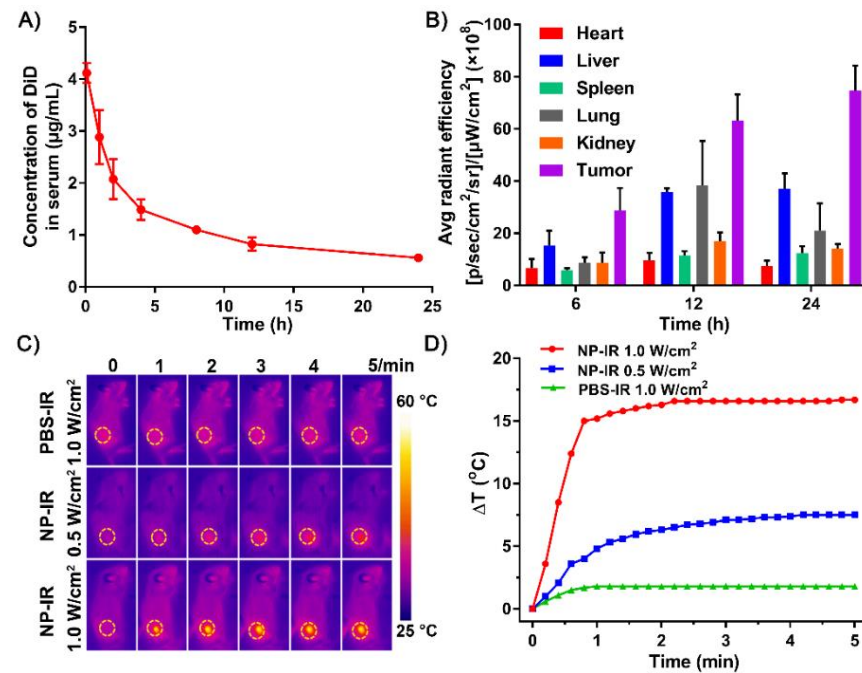 A)
Concentration of DiD
in serum (µg/mL)
5
4
3
2
1
0
0 5 10 15 20 25
Time (h)
B)
Avg radiant efficiency
[p/sec/cm²/sr]/[µW/cm²] (×10⁸)
100
80
60
40
20
0
Heart
Liver
Spleen
Lung
Kidney
Tumor
6 12 24
Time (h)
C)
0 1 2 3 4 5/min
PBS-IR
1.0 W/cm²
NP-IR
0.5 W/cm²
NP-IR
1.0 W/cm²
60 °C
25 °C
D)
NP-IR 1.0 W/cm²
NP-IR 0.5 W/cm²
PBS-IR 1.0 W/cm²
ΔT (°C)
20
15
10
5
0
0 1 2 3 4 5
Time (min)